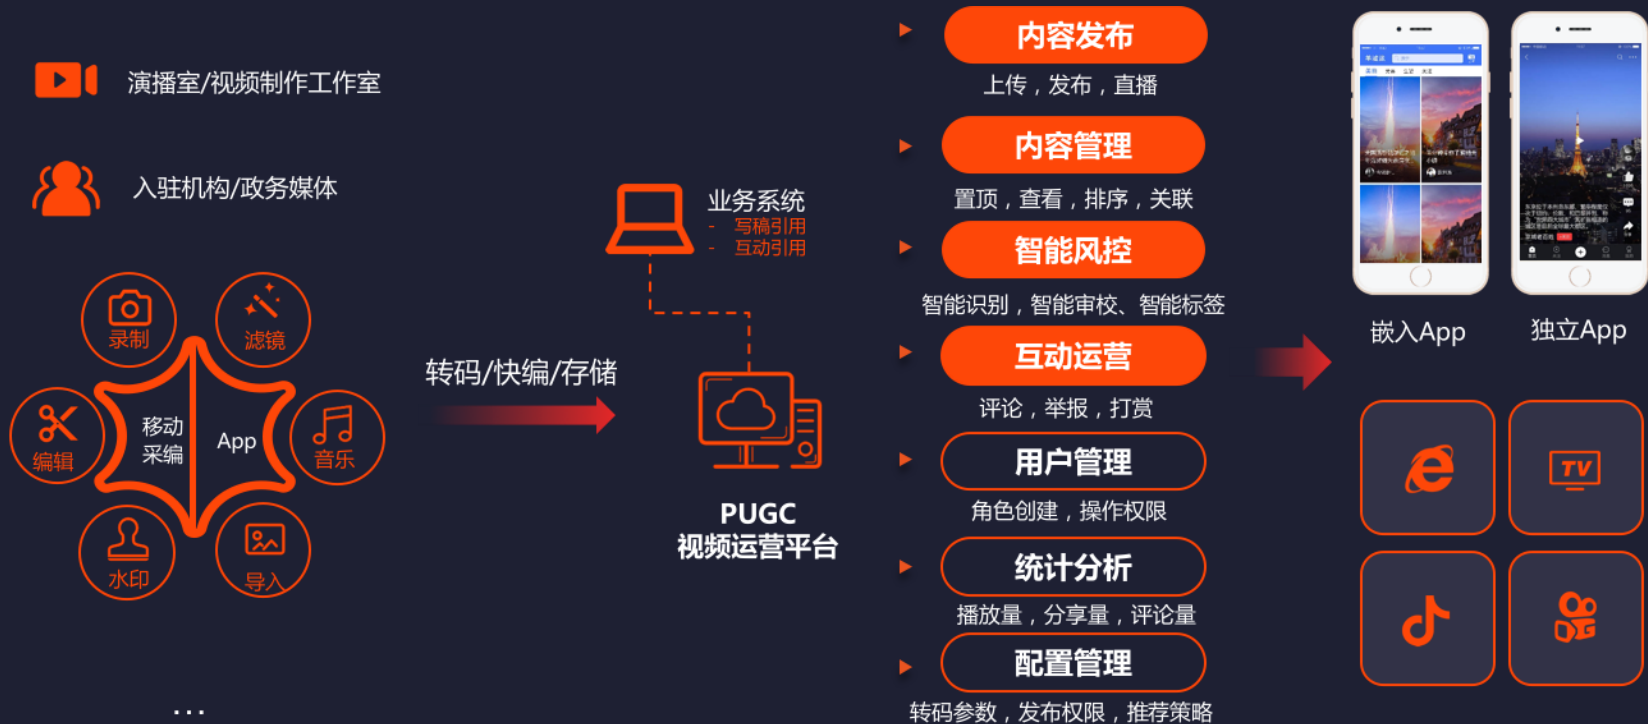 演播室/视频制作工作室
入驻机构/政务媒体
录制
滤镜
编辑
移动
采编
App
音乐
水印
导入
...
转码/快编/存储
业务系统
- 写稿引用
- 互动引用
PUGC
视频运营平台
内容发布
上传，发布，直播
内容管理
置顶，查看，排序，关联
智能风控
智能识别，智能审校、智能标签
互动运营
评论，举报，打赏
用户管理
角色创建，操作权限
统计分析
播放量，分享量，评论量
配置管理
转码参数，发布权限，推荐策略
嵌入App
独立App
TV